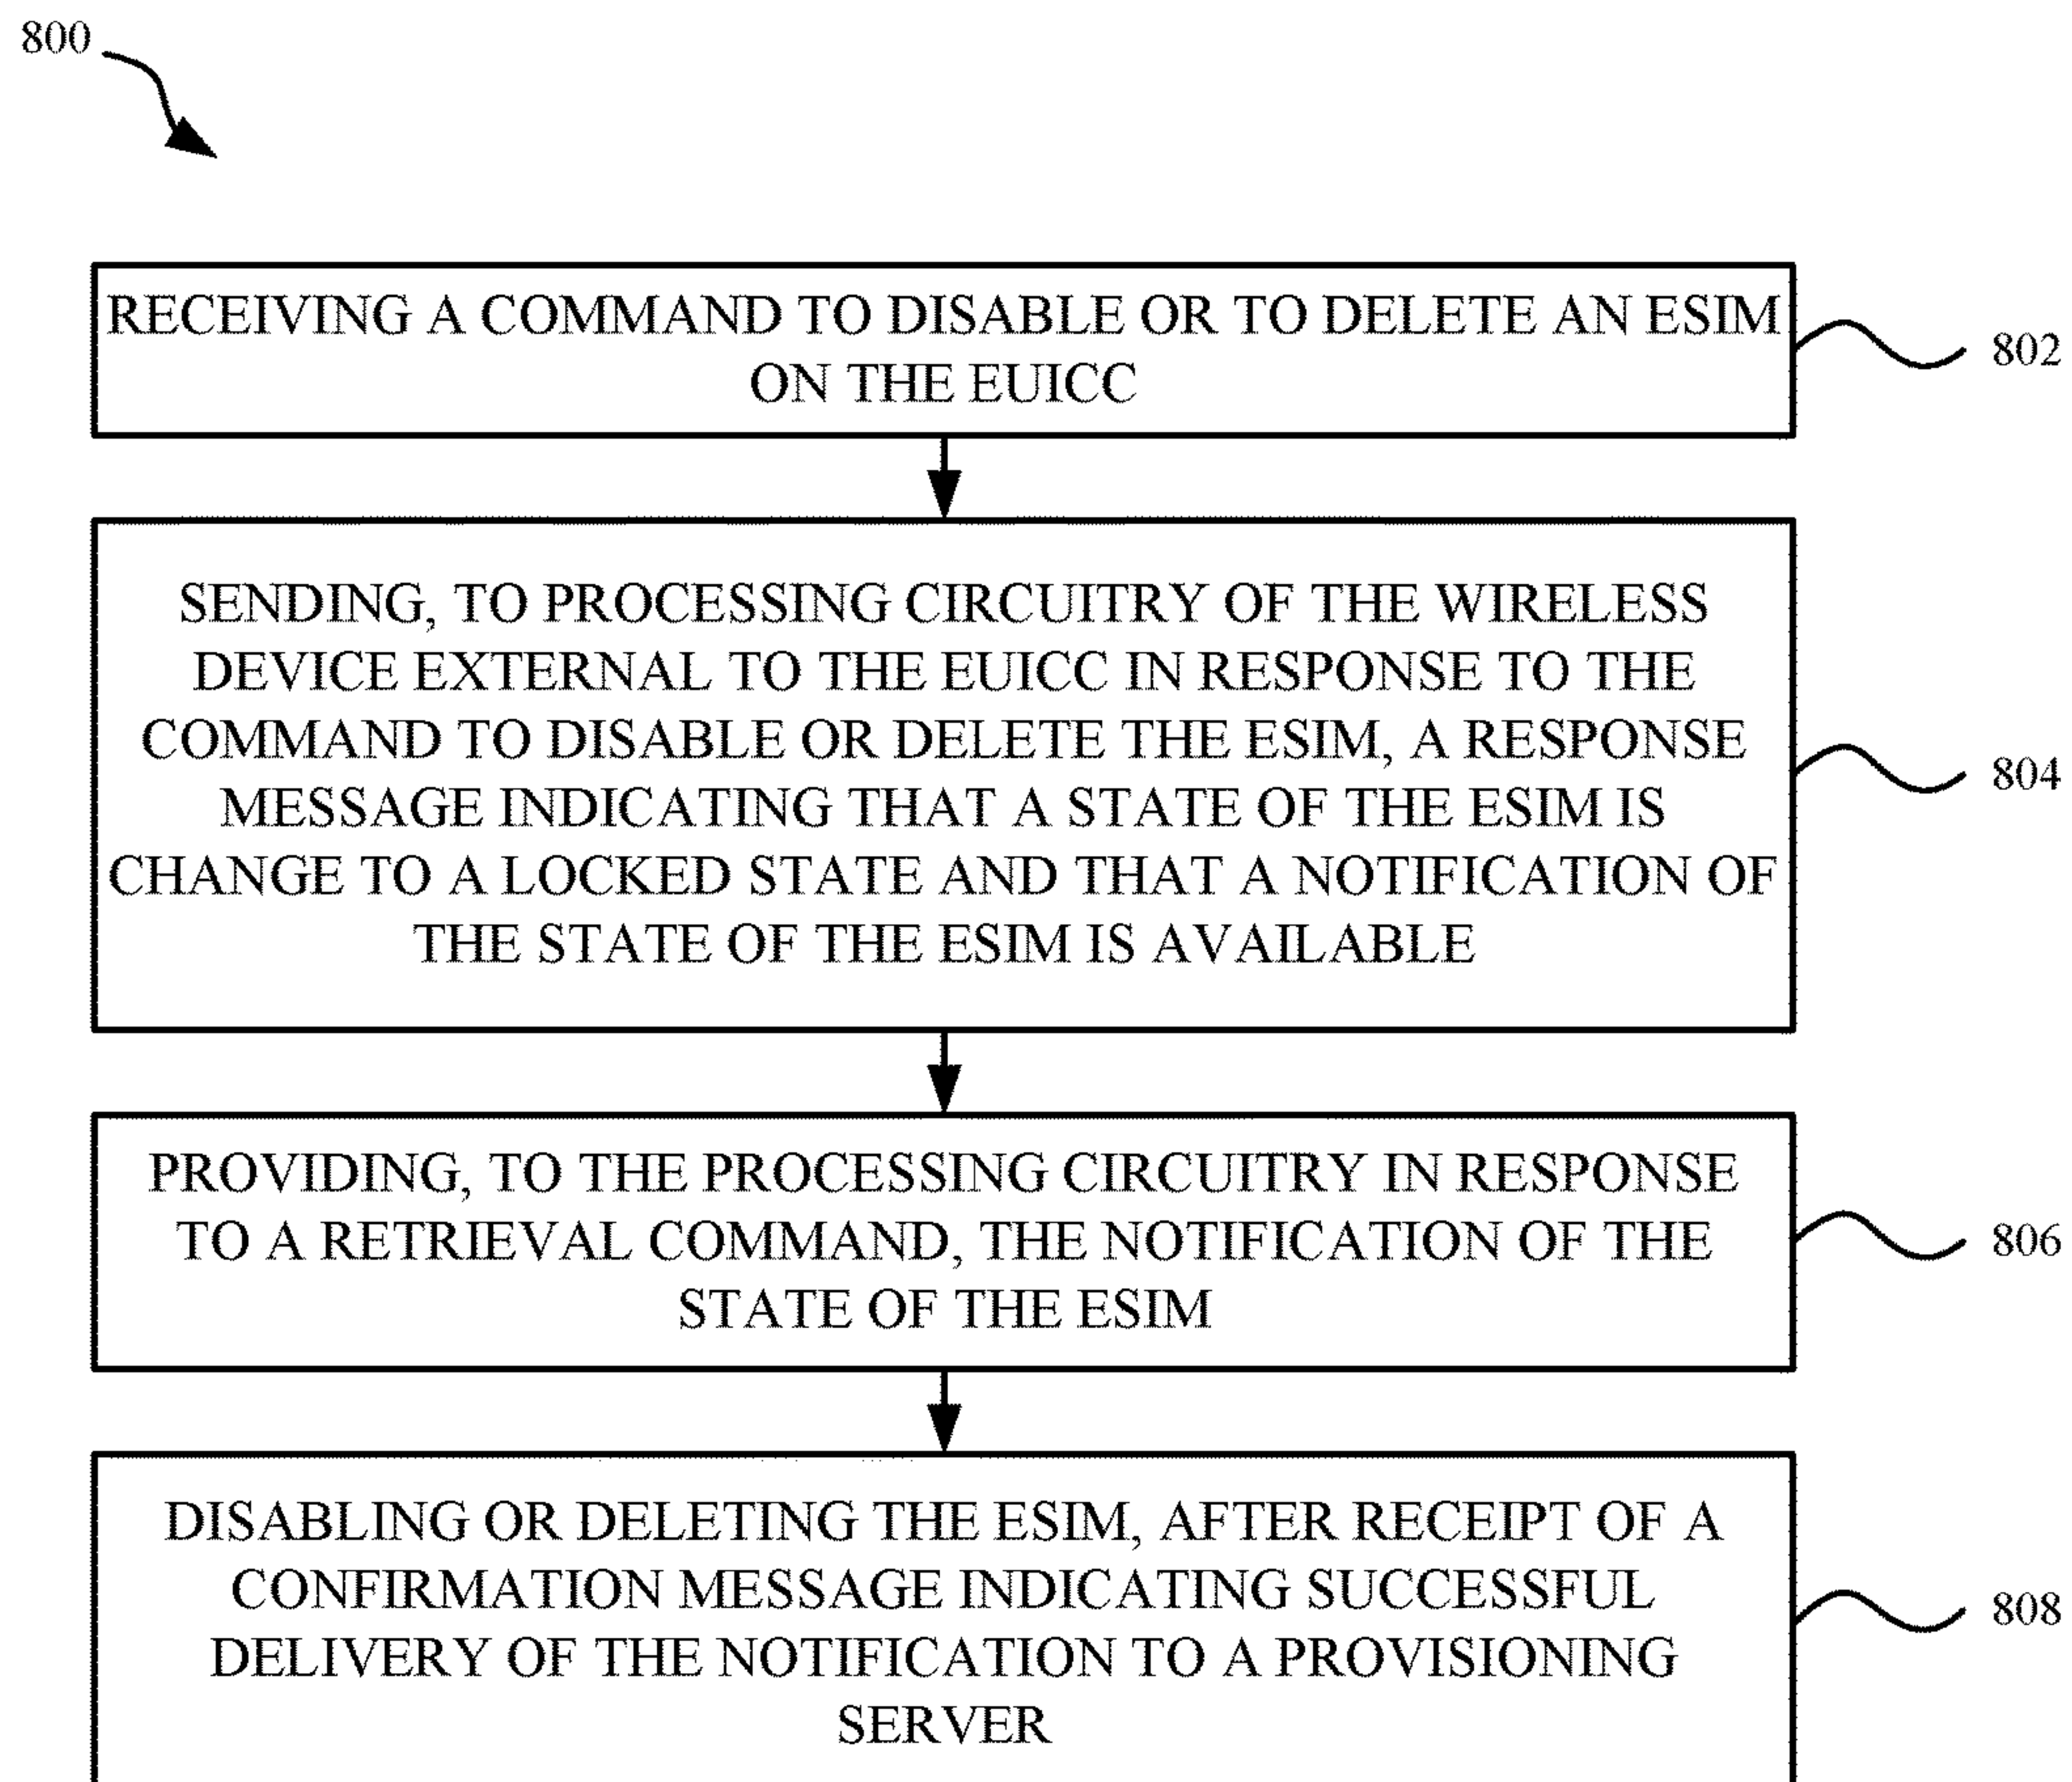 800
RECEIVING A COMMAND TO DISABLE OR TO DELETE AN ESIM
ON THE EUICC
802
SENDING, TO PROCESSING CIRCUITRY OF THE WIRELESS
DEVICE EXTERNAL TO THE EUICC IN RESPONSE TO THE
COMMAND TO DISABLE OR DELETE THE ESIM, A RESPONSE
MESSAGE INDICATING THAT A STATE OF THE ESIM IS
CHANGE TO A LOCKED STATE AND THAT A NOTIFICATION OF
THE STATE OF THE ESIM IS AVAILABLE
804
PROVIDING, TO THE PROCESSING CIRCUITRY IN RESPONSE
TO A RETRIEVAL COMMAND, THE NOTIFICATION OF THE
STATE OF THE ESIM
806
DISABLING OR DELETING THE ESIM, AFTER RECEIPT OF A
CONFIRMATION MESSAGE INDICATING SUCCESSFUL
DELIVERY OF THE NOTIFICATION TO A PROVISIONING
SERVER
808